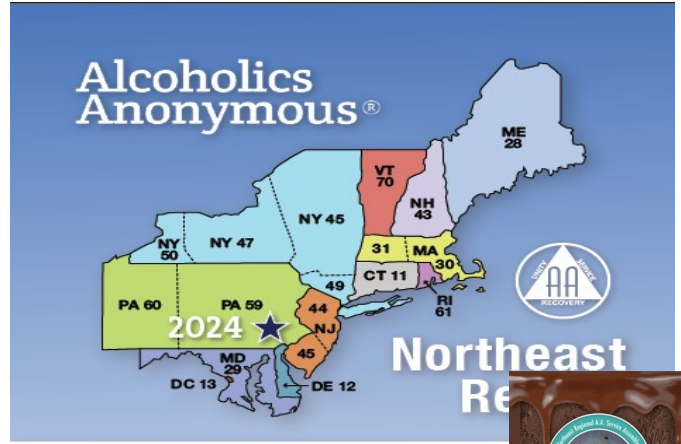 Alcoholics
Anonymous®
ME
28
VT
70
NH
43
NY 45
NY
50
NY 47
31
MA
30
CT 11
RI
61
49
PA 60
PA 59
2024
44
NJ
45
MD
29
DC 13
DE 12
UNITY
SERVICE
AA
RECOVERY
Northeast
Re
Regional A.A. Service